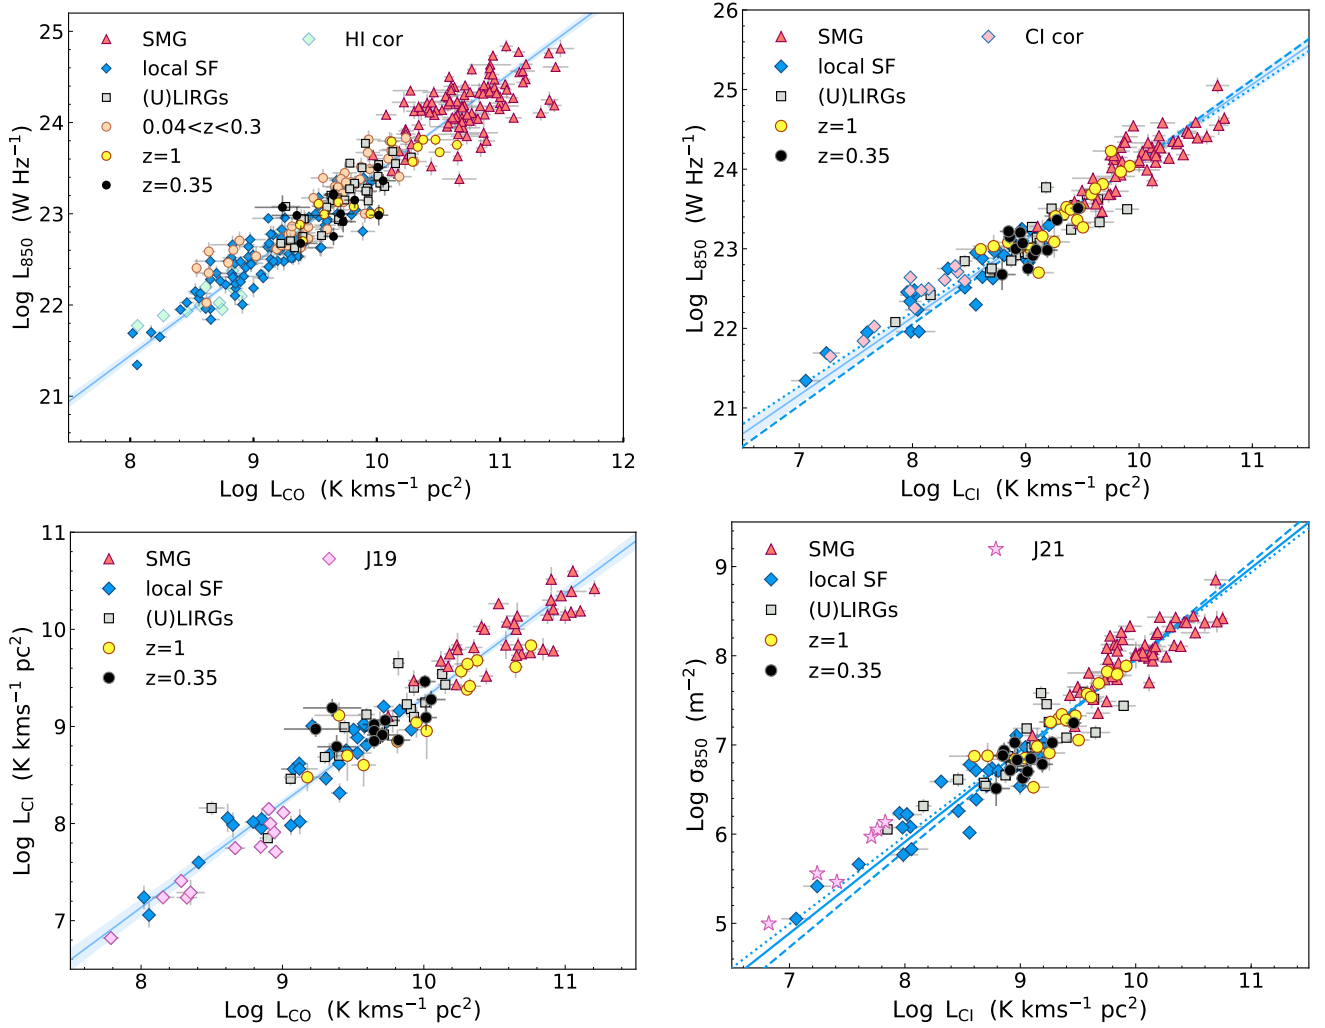 25
24
23
22
21
8
9
10
11
12
Log L850 (W Hz−1)
Log LCO (K kms−1 pc2)
SMG
local SF
(U)LIRGs
0.04<z<0.3
z=1
z=0.35
HI cor
26
25
24
23
22
21
7
8
9
10
11
Log L850 (W Hz−1)
Log LCI (K kms−1 pc2)
SMG
local SF
(U)LIRGs
z=1
z=0.35
CI cor
11
10
9
8
7
8
9
10
11
Log LCI (K kms−1 pc2)
Log LCO (K kms−1 pc2)
SMG
local SF
(U)LIRGs
z=1
z=0.35
J19
9
8
7
6
5
7
8
9
10
11
Log σ850 (m−2)
Log LCI (K kms−1 pc2)
SMG
local SF
(U)LIRGs
z=1
z=0.35
J21